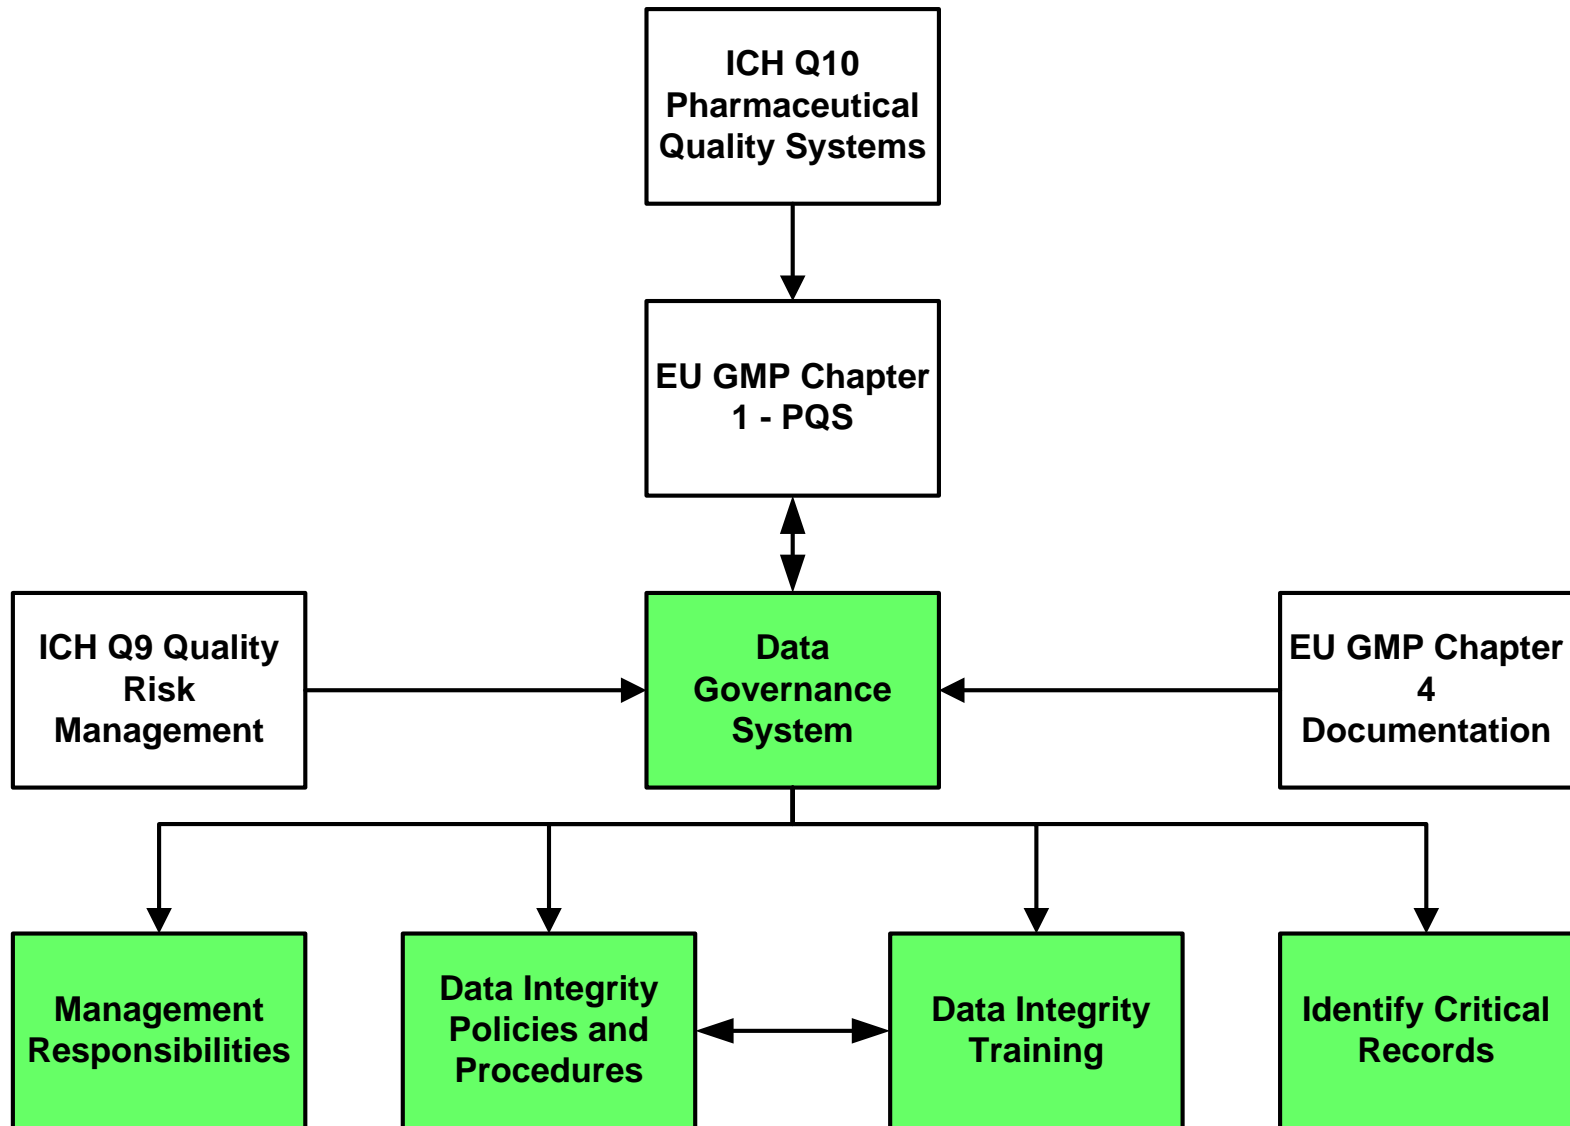 ICH Q10
Pharmaceutical
Quality Systems
EU GMP Chapter
1 - PQS
ICH Q9 Quality
Risk
Management
Data
Governance
System
EU GMP Chapter
4
Documentation
Management
Responsibilities
Data Integrity
Policies and
Procedures
Data Integrity
Training
Identify Critical
Records